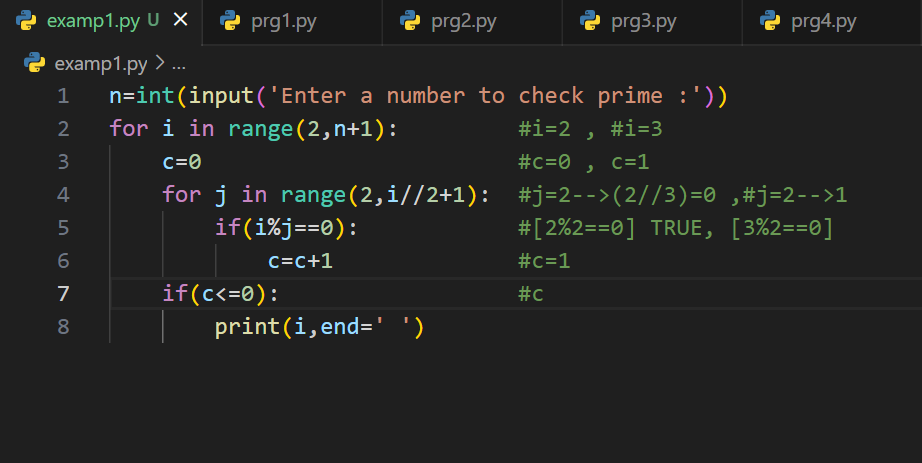 examp1.py U X prg1.py prg2.py prg3.py prg4.py
examp1.py > ...
1 n=int(input('Enter a number to check prime :'))
2 for i in range(2,n+1): #i=2 , #i=3
3 c=0 #c=0 , c=1
4 for j in range(2,i//2+1): #j=2-->(2//3)=0 ,#j=2-->1
5 if(i%j==0): #[2%2==0] TRUE, [3%2==0]
6 c=c+1 #c=1
7 if(c<=0): #c
8 print(i,end=' ')